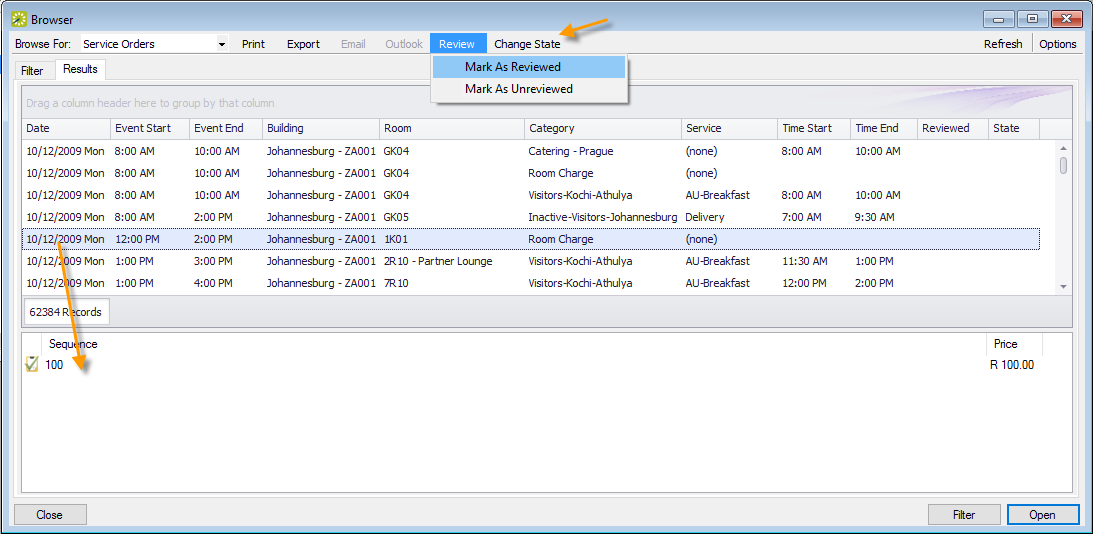 Browser
Browse For: Service Orders Print Export Email Outlook Review Change State Refresh Options
Mark As Reviewed
Mark As Unreviewed
Filter Results
Drag a column header here to group by that column
Date Event Start Event End Building Room Category Service Time Start Time End Reviewed State
10/12/2009 Mon 8:00 AM 10:00 AM Johannesburg - ZA001 GK04 Catering - Prague (none) 8:00 AM 10:00 AM
10/12/2009 Mon 8:00 AM 10:00 AM Johannesburg - ZA001 GK04 Room Charge (none)
10/12/2009 Mon 8:00 AM 10:00 AM Johannesburg - ZA001 GK04 Visitors-Kochi-Athulya AU-Breakfast 8:00 AM 10:00 AM
10/12/2009 Mon 8:00 AM 2:00 PM Johannesburg - ZA001 GK05 Inactive-Visitors-Johannesburg Delivery 7:00 AM 9:30 AM
10/12/2009 Mon 12:00 PM 2:00 PM Johannesburg - ZA001 1K01 Room Charge (none)
10/12/2009 Mon 1:00 PM 3:00 PM Johannesburg - ZA001 2R10 - Partner Lounge Visitors-Kochi-Athulya AU-Breakfast 11:30 AM 1:00 PM
10/12/2009 Mon 1:00 PM 4:00 PM Johannesburg - ZA001 7R10 Visitors-Kochi-Athulya AU-Breakfast 12:00 PM 2:00 PM
62384 Records
Sequence Price
100 R 100.00
Close Filter Open